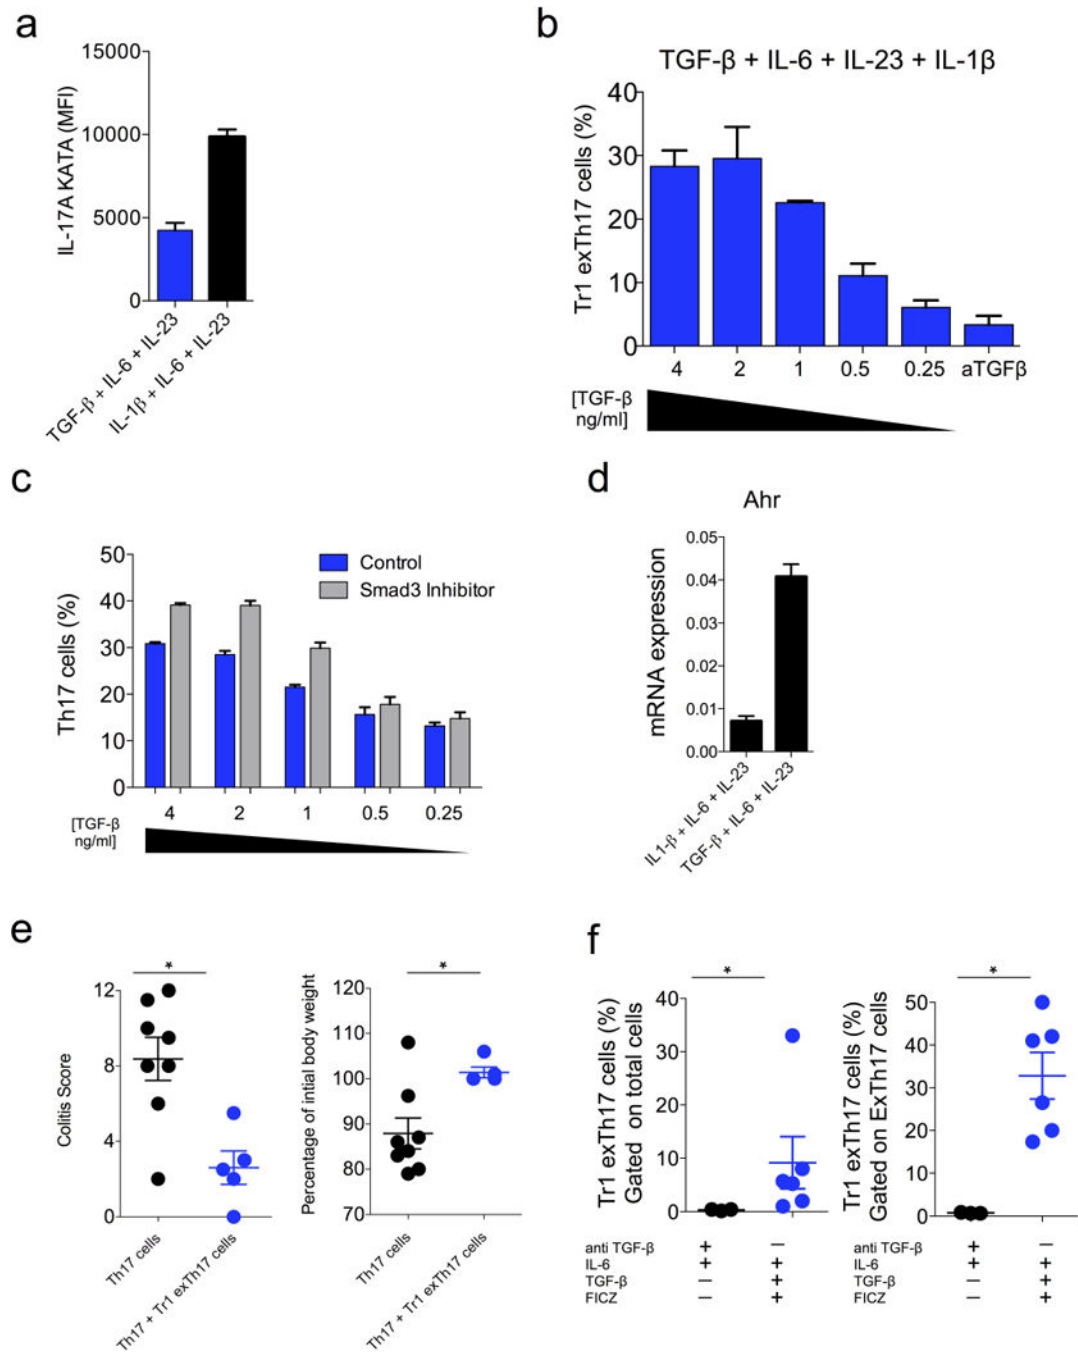 a
IL-17A KATA (MFI)
15000
10000
5000
0
TGF-β + IL-6 + IL-23
IL-1β + IL-6 + IL-23
b
TGF-β + IL-6 + IL-23 + IL-1β
Tr1 exTh17 cells (%)
40
30
20
10
0
4 2 1 0.5 0.25 aTGFβ
[TGF-β
ng/ml]
c
Th17 cells (%)
50
40
30
20
10
0
Control
Smad3 Inhibitor
4 2 1 0.5 0.25
[TGF-β
ng/ml]
d
Ahr
mRNA expression
0.05
0.04
0.02
0.01
0.00
IL1-β + IL-6 + IL-23
TGF-β + IL-6 + IL-23
e
Colitis Score
12
8
4
0
*
Th17 cells
Th17 + Tr1 exTh17 cells
Percentage of intial body weight
120
110
100
90
80
70
*
Th17 cells
Th17 + Tr1 exTh17 cells
f
Tr1 exTh17 cells (%)
Gated on total cells
40
30
20
10
0
*
anti TGF-β + –
IL-6 + +
TGF-β – +
FICZ – +
Tr1 exTh17 cells (%)
Gated on ExTh17 cells
50
40
30
20
10
0
*
anti TGF-β + –
IL-6 + +
TGF-β – +
FICZ – +